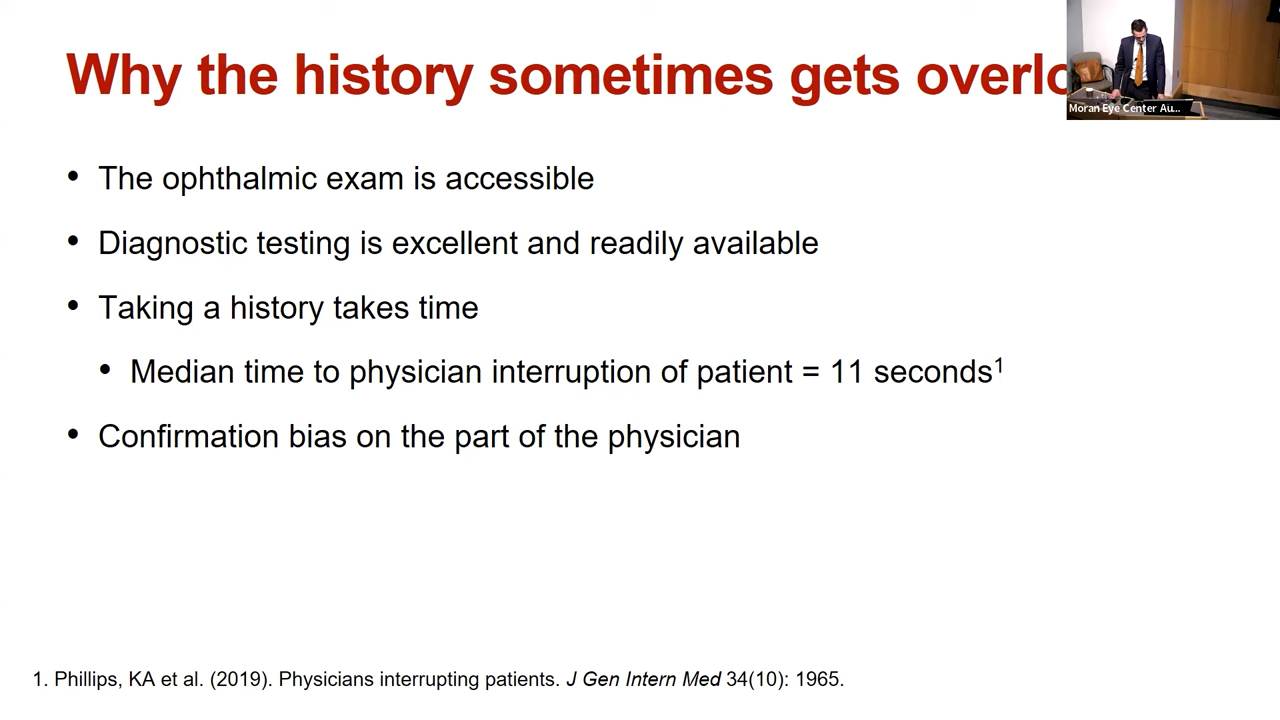 Why the history sometimes gets overlo
Moran Eye Center Au...
• The ophthalmic exam is accessible
• Diagnostic testing is excellent and readily available
• Taking a history takes time
• Median time to physician interruption of patient = 11 seconds¹
• Confirmation bias on the part of the physician
1. Phillips, KA et al. (2019). Physicians interrupting patients. J Gen Intern Med 34(10): 1965.